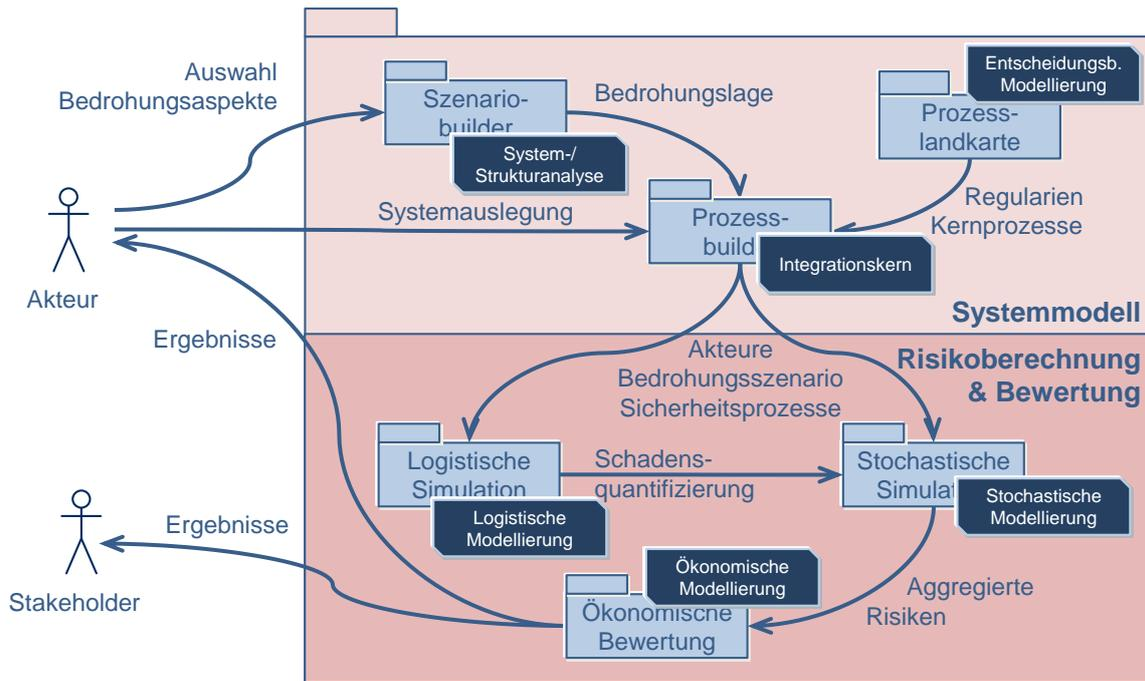 Auswahl
Bedrohungsaspekte
Szenario-
builder
System-/
Strukturanalyse
Bedrohungslage
Entscheidungsb.
Modellierung
Prozess-
landkarte
Regularien
Kernprozesse
Systemauslegung
Prozess-
build
Integrationskern
Akteur
Systemmodell
Ergebnisse
Risikoberechnung
& Bewertung
Akteure
Bedrohungsszenario
Sicherheitsprozesse
Logistische
Simulation
Logistische
Modellierung
Schadens-
quantifizierung
Stochastische
Simulat
Stochastische
Modellierung
Ergebnisse
Stakeholder
Ökonomische
Modellierung
Ökonomische
Bewertung
Aggregierte
Risiken